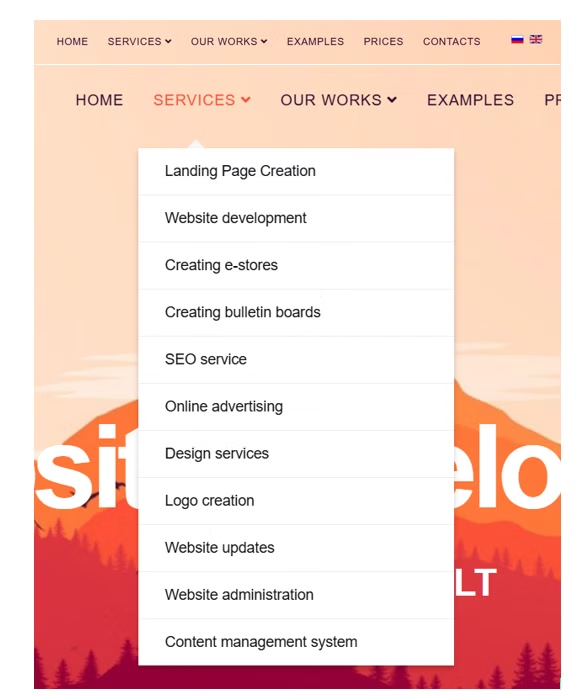 HOME SERVICES OUR WORKS EXAMPLES PRICES CONTACTS
HOME SERVICES OUR WORKS EXAMPLES PR
Landing Page Creation
Website development
Creating e-stores
Creating bulletin boards
SEO service
Online advertising
sit elo
Design services
Logo creation
Website updates
LT
Website administration
Content management system